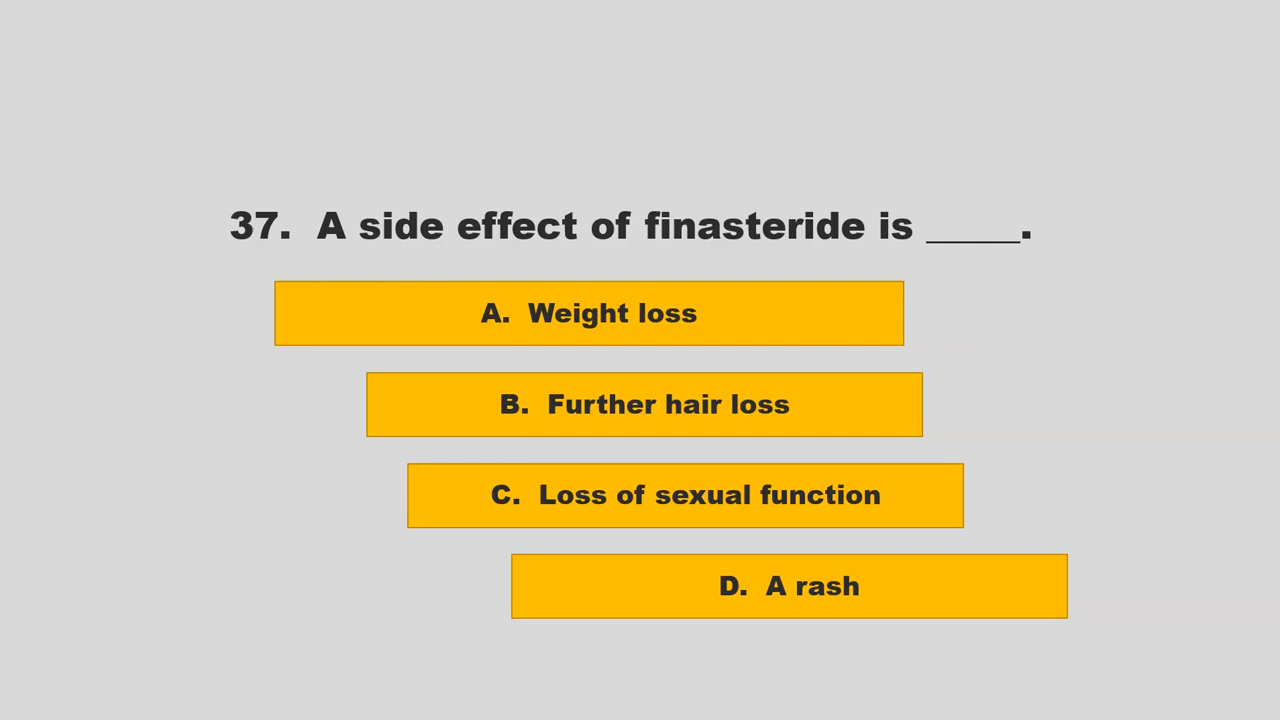 37.  A side effect of finasteride is _____.
A.  Weight loss
B.  Further hair loss
C.  Loss of sexual function
D.  A rash